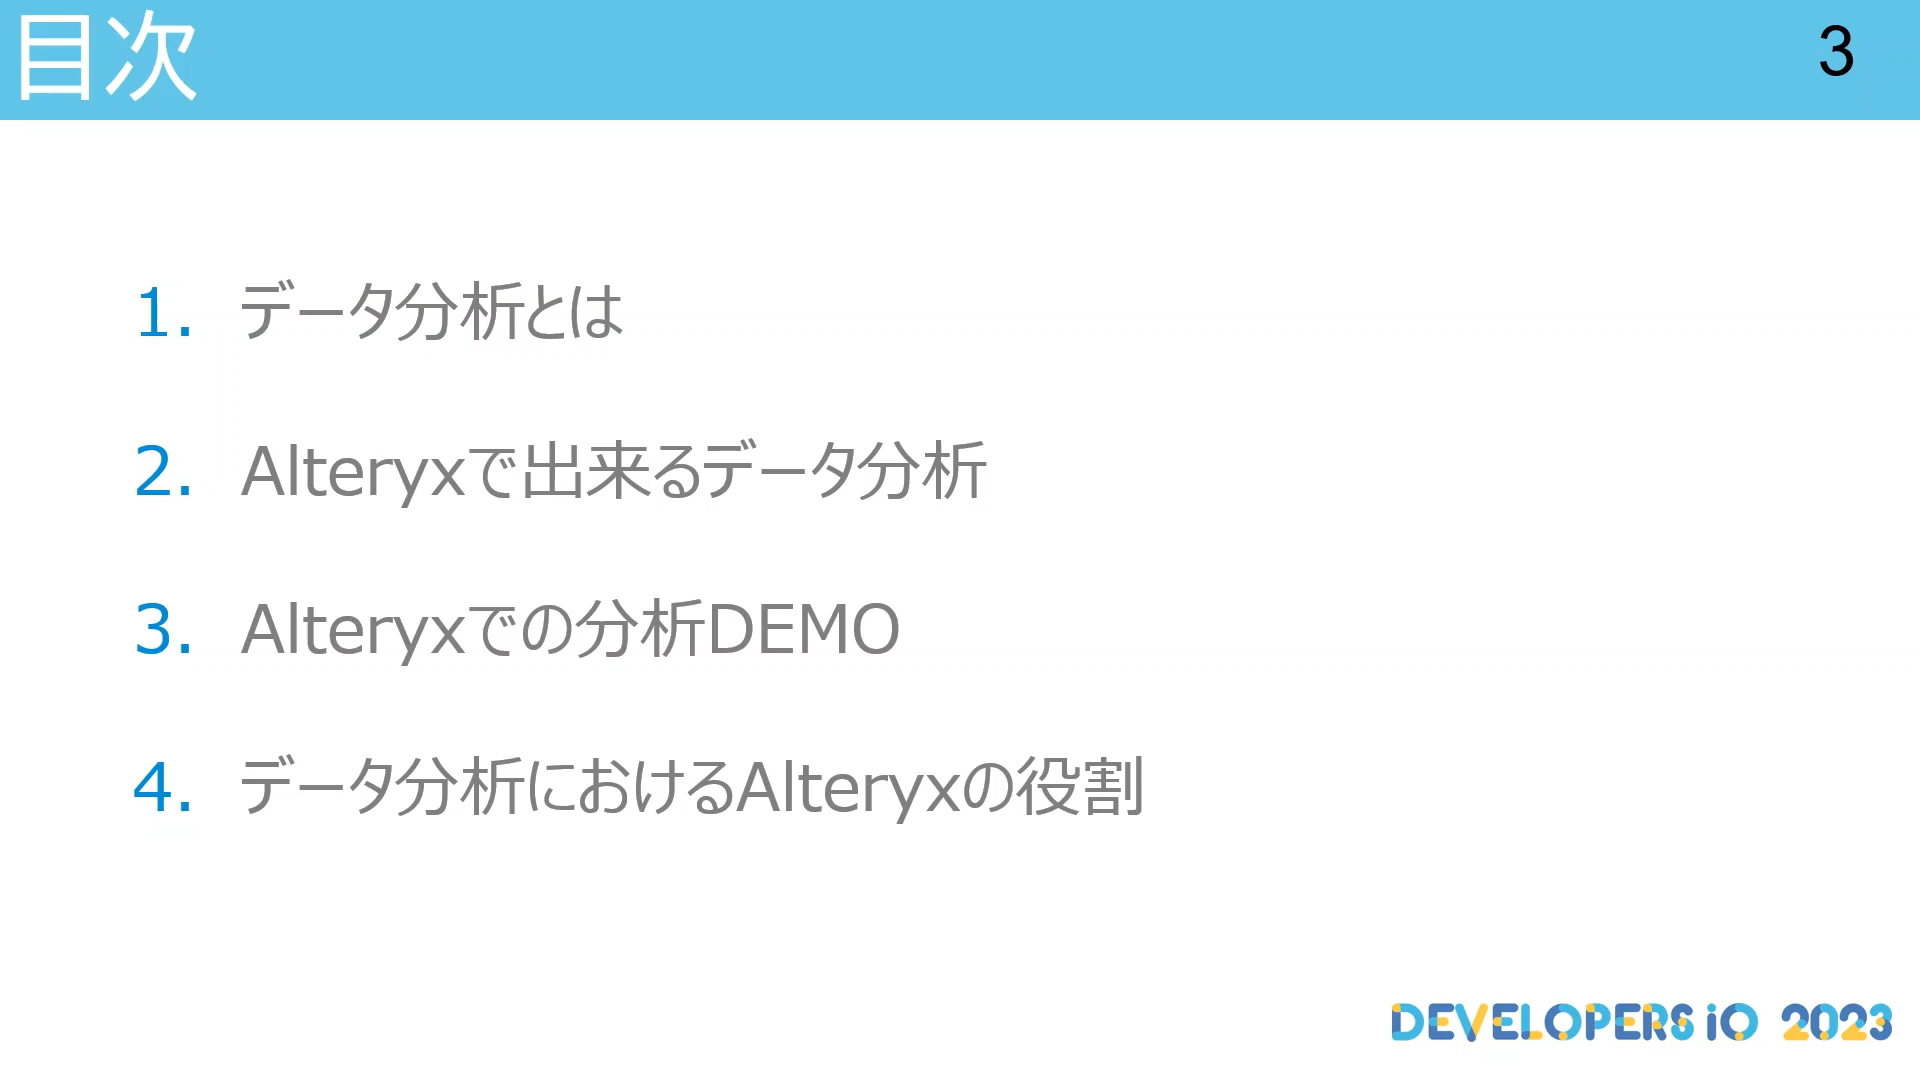 目次
3
1. データ分析とは
2. Alteryxで出来るデータ分析
3. Alteryxでの分析DEMO
4. データ分析におけるAlteryxの役割
DEVELOPERS iO 2023